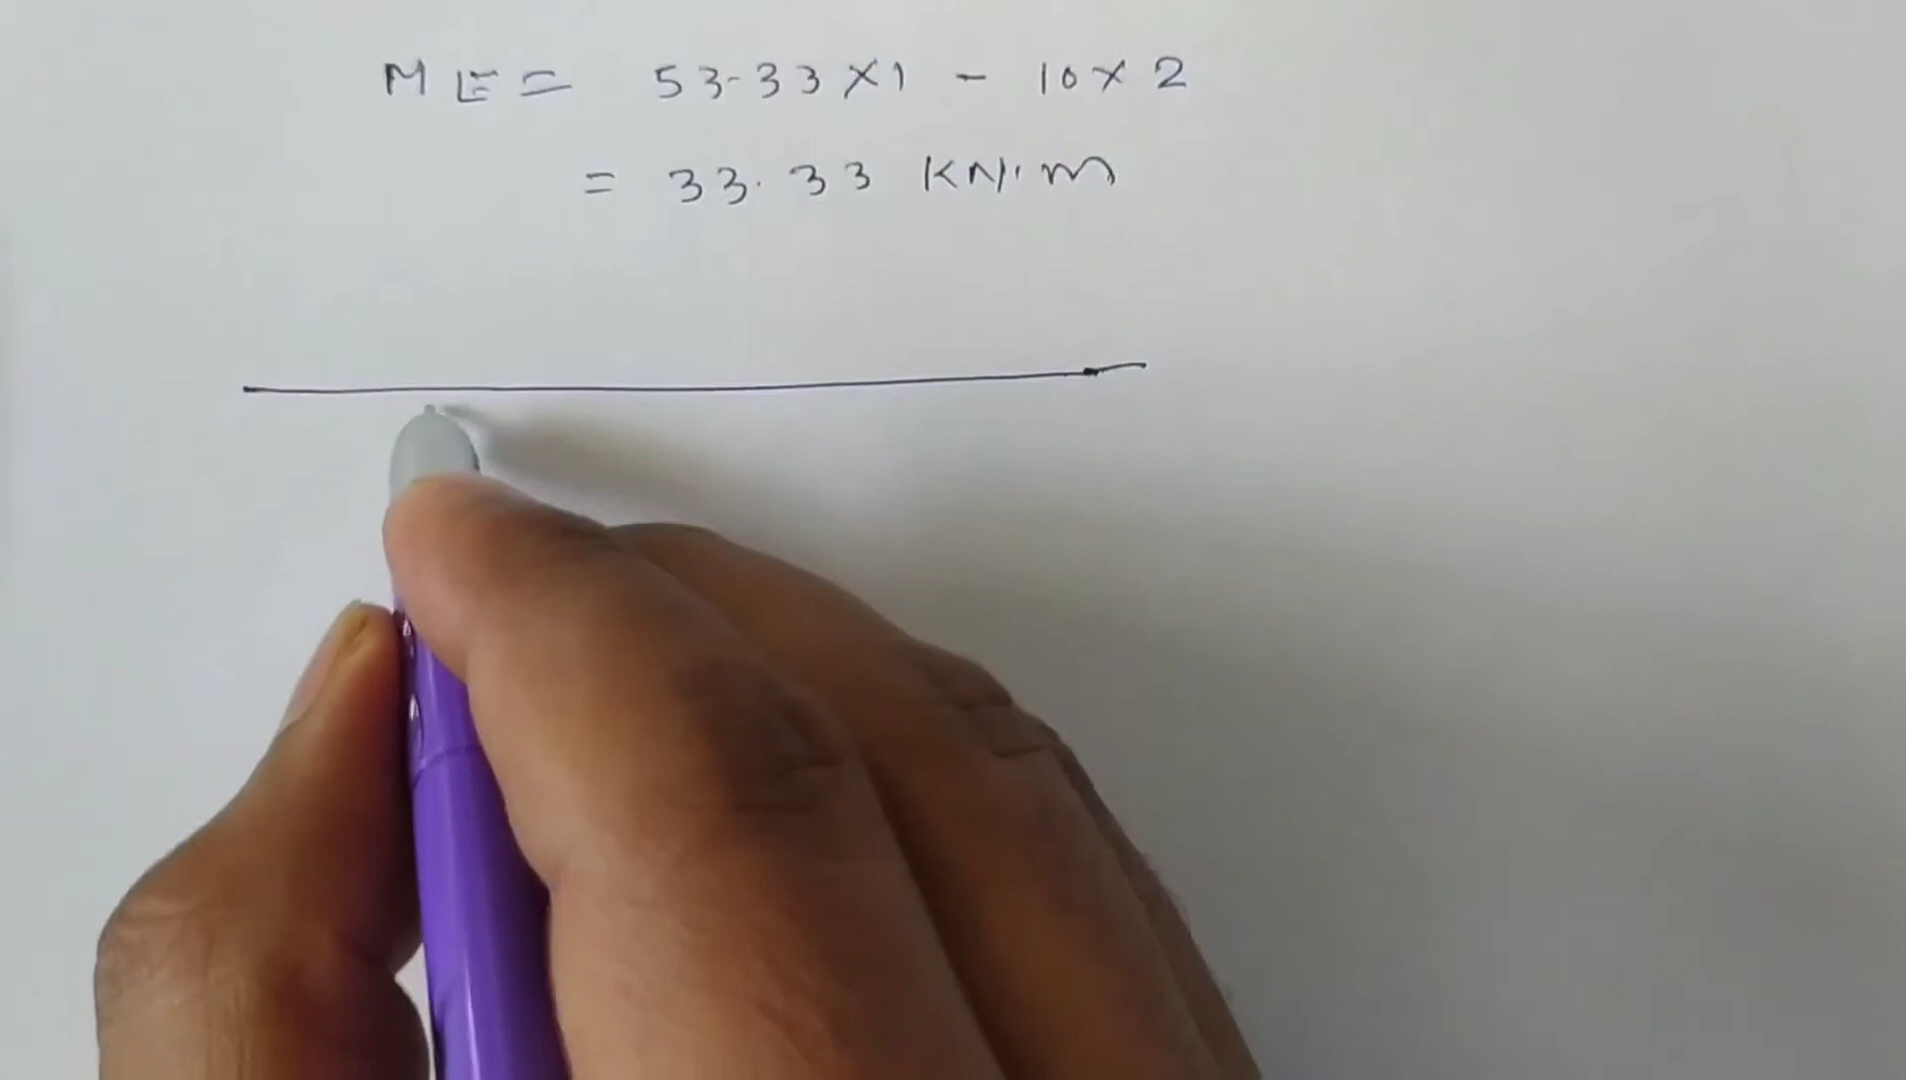 ME = 53.33 × 1 - 10 × 2
= 33.33 KN.m